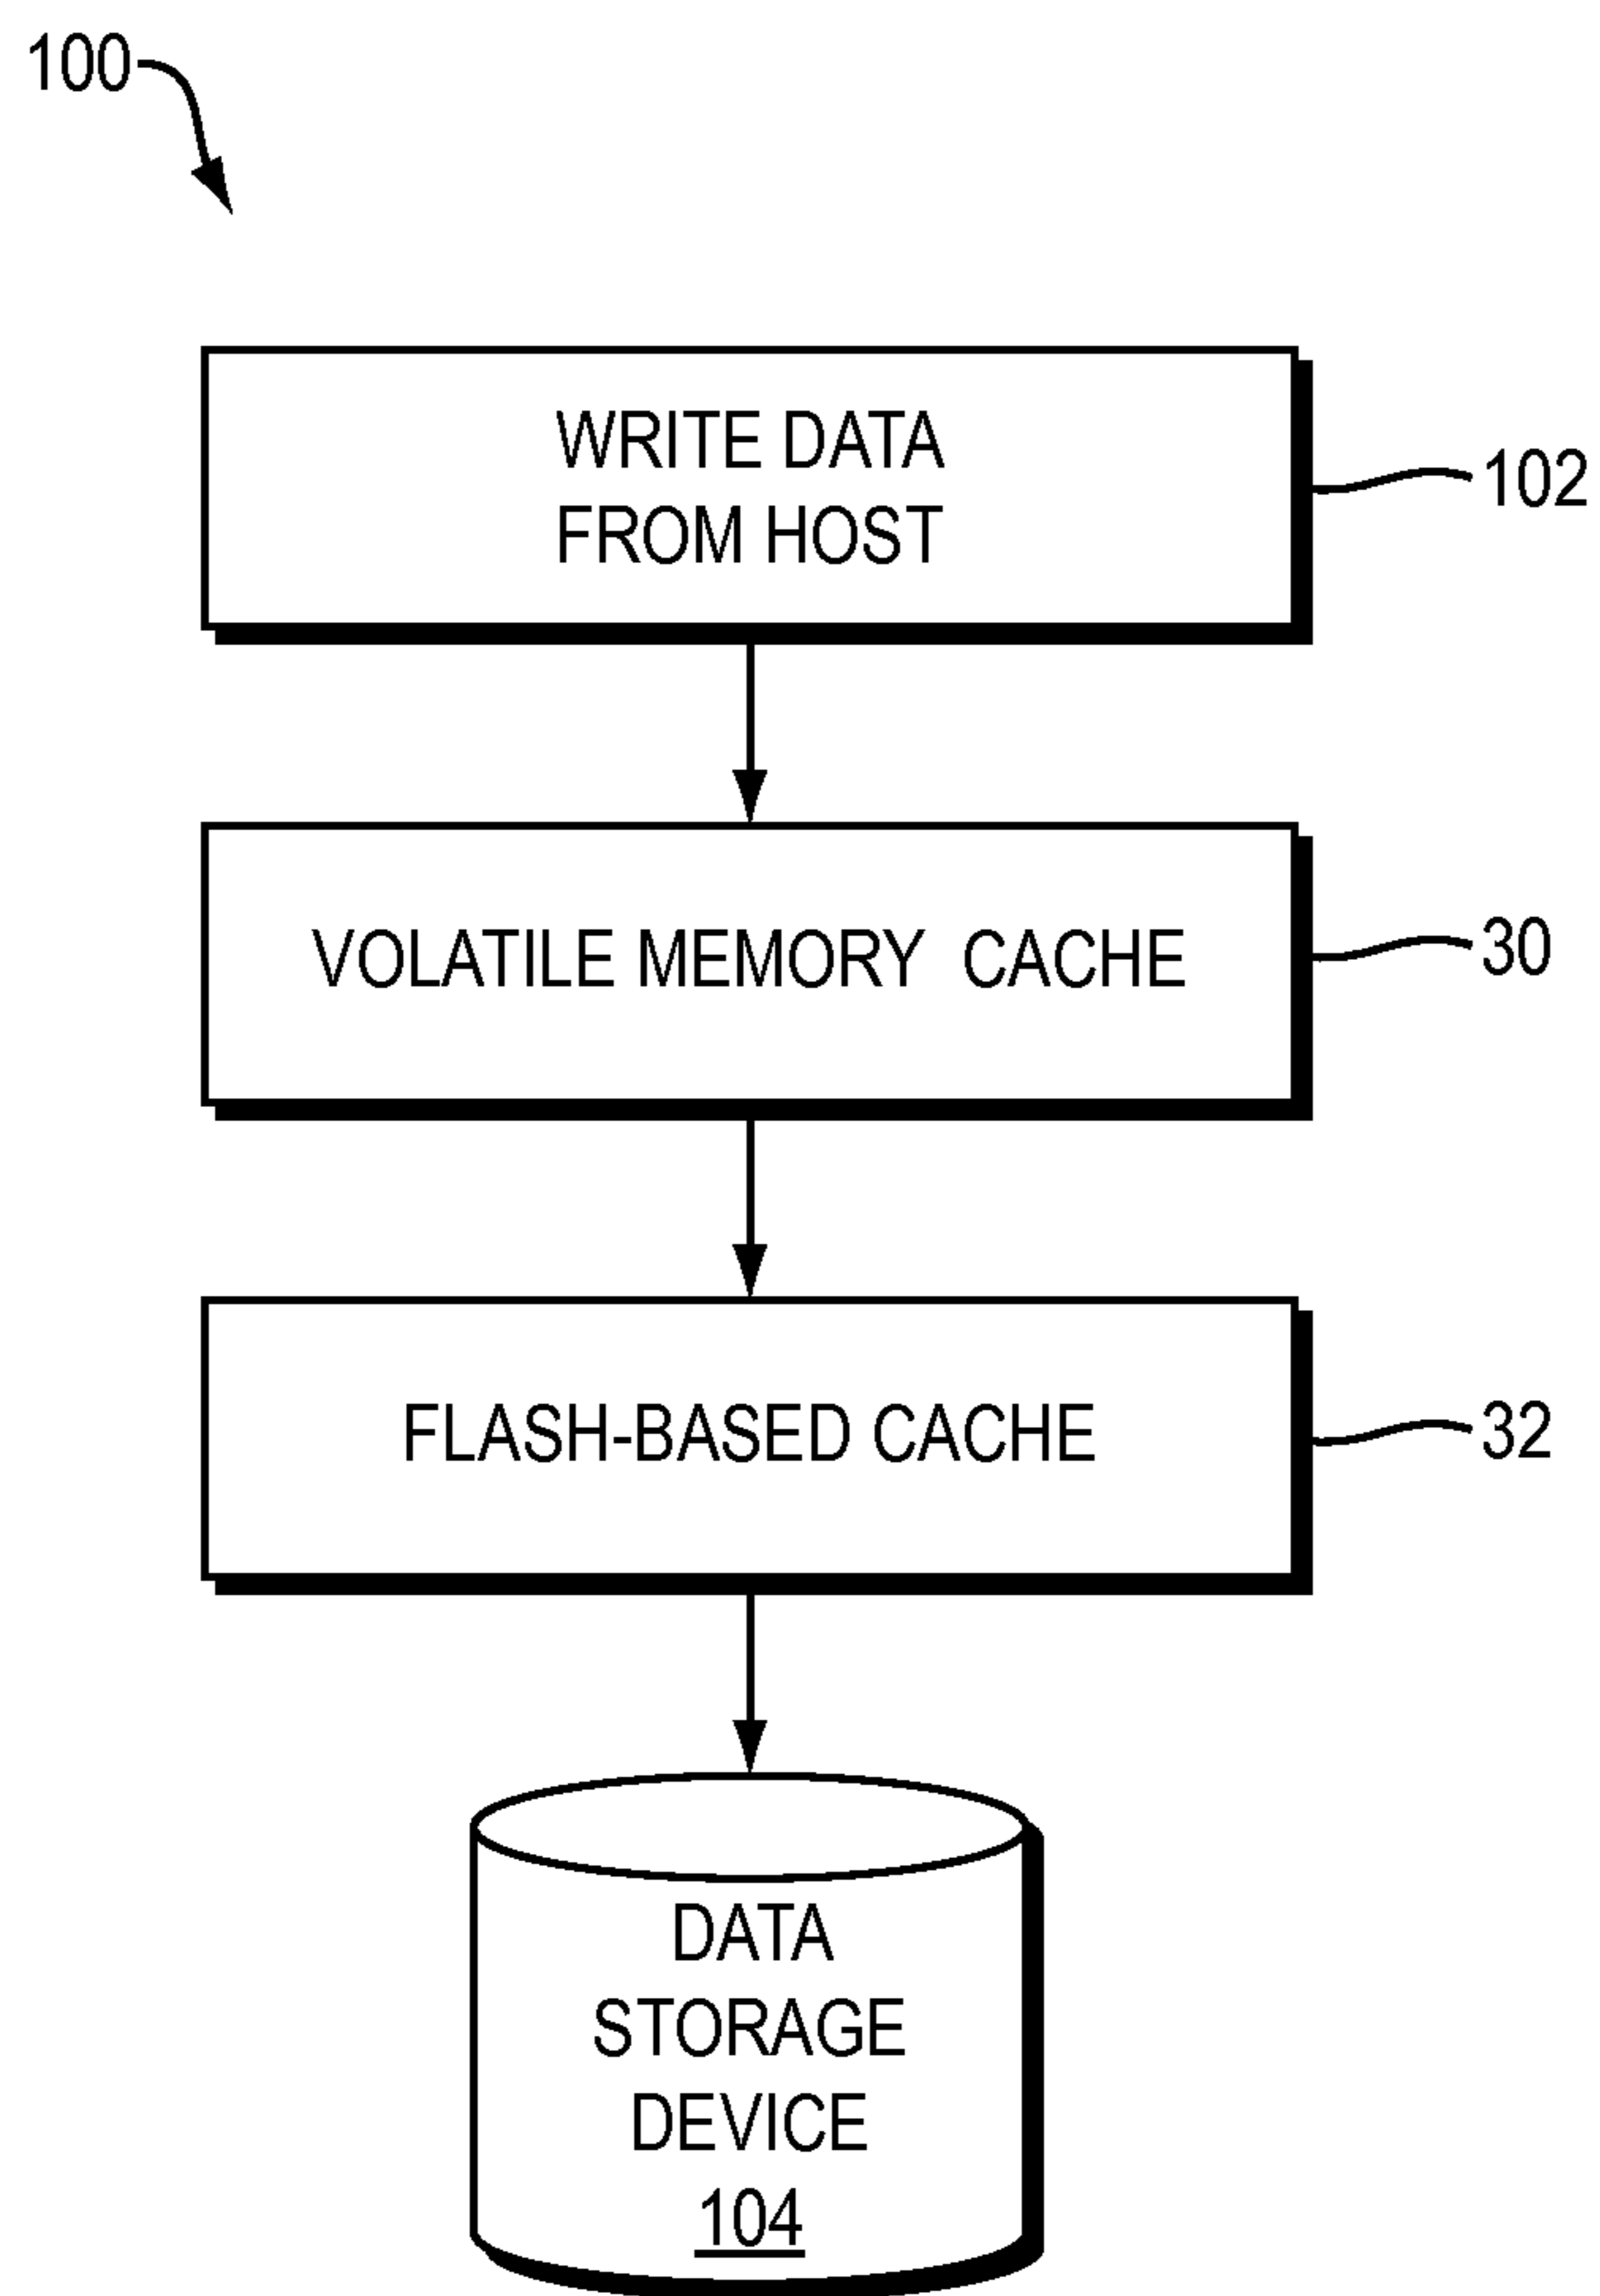 100
WRITE DATA
FROM HOST
102
VOLATILE MEMORY CACHE
30
FLASH-BASED CACHE
32
DATA
STORAGE
DEVICE
104